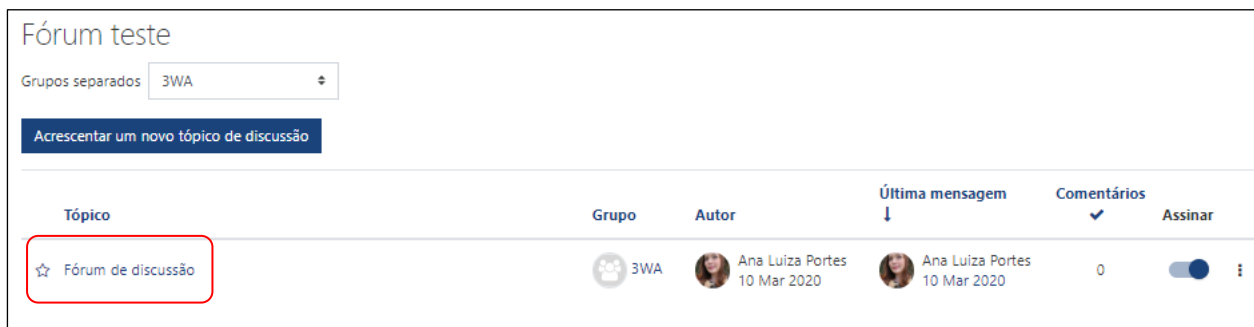 Fórum teste
Grupos separados 3WA
Acrescentar um novo tópico de discussão
Tópico Grupo Autor Última mensagem Comentários Assinar
Fórum de discussão 3WA Ana Luiza Portes Ana Luiza Portes 0
10 Mar 2020 10 Mar 2020